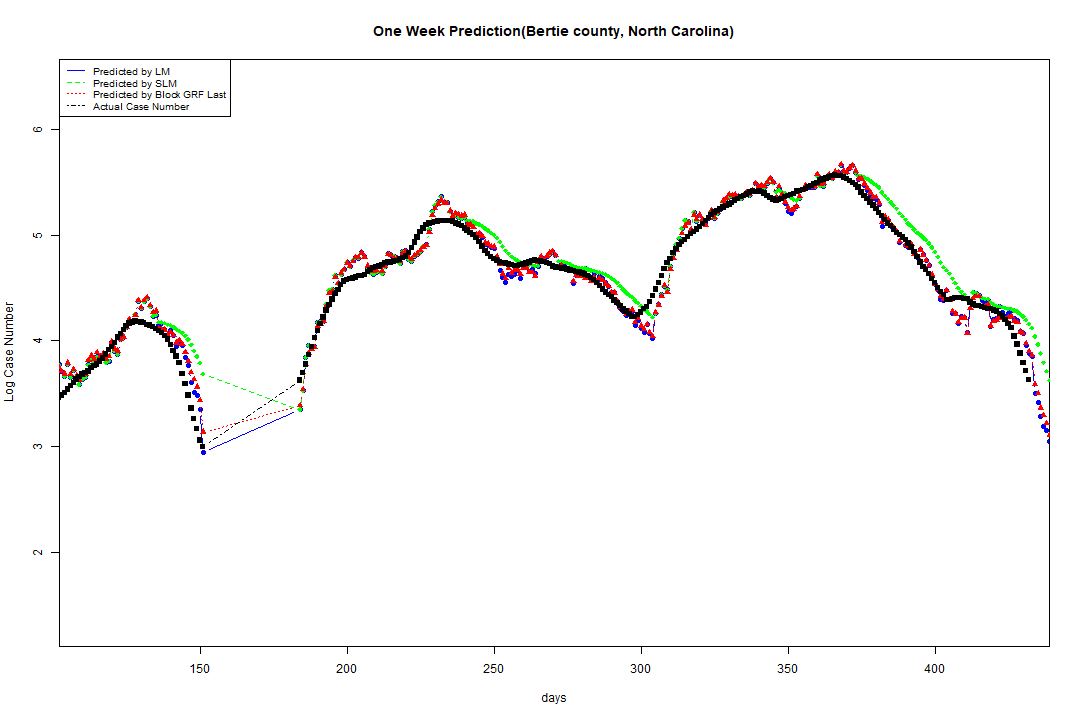 One Week Prediction(Bertie county, North Carolina)
Predicted by LM
Predicted by SLM
Predicted by Block GRF Last
Actual Case Number
Log Case Number
6
5
4
3
2
150 200 250 300 350 400
days